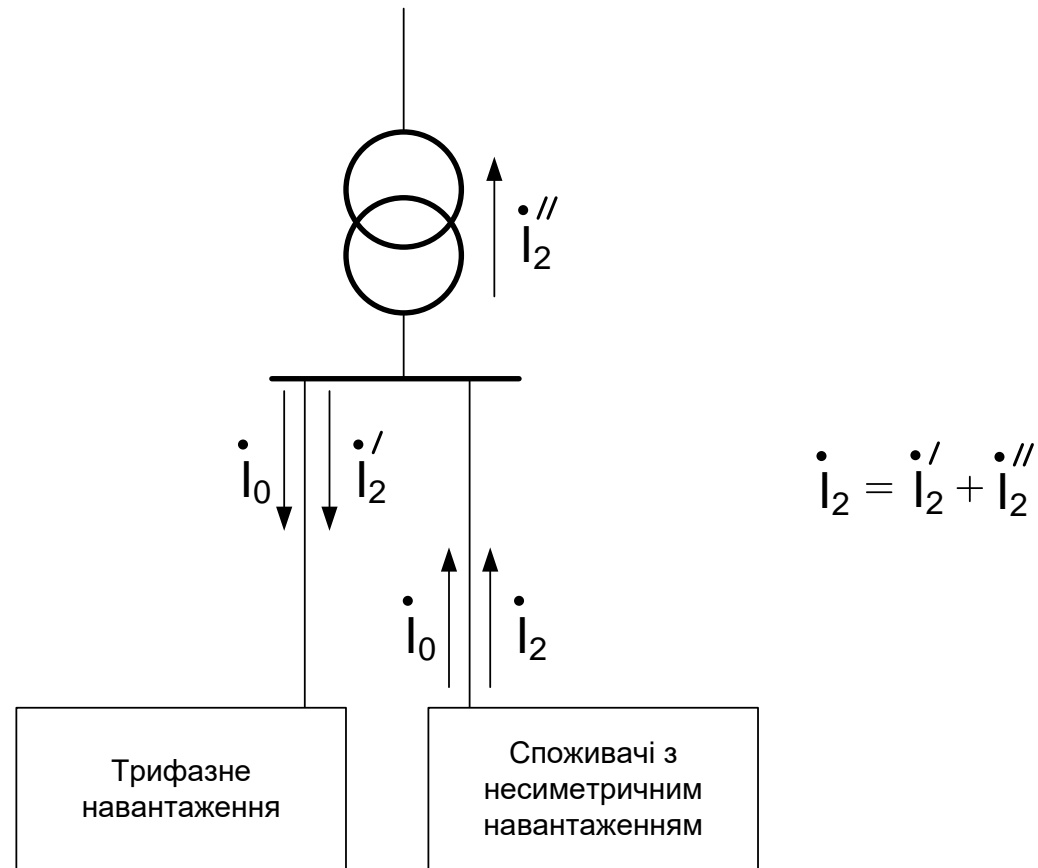 İ₂′′
İ₀ İ₂′
İ₂ = İ₂′ + İ₂′′
İ₀ İ₂
Трифазне
навантаження
Споживачі з
несиметричним
навантаженням